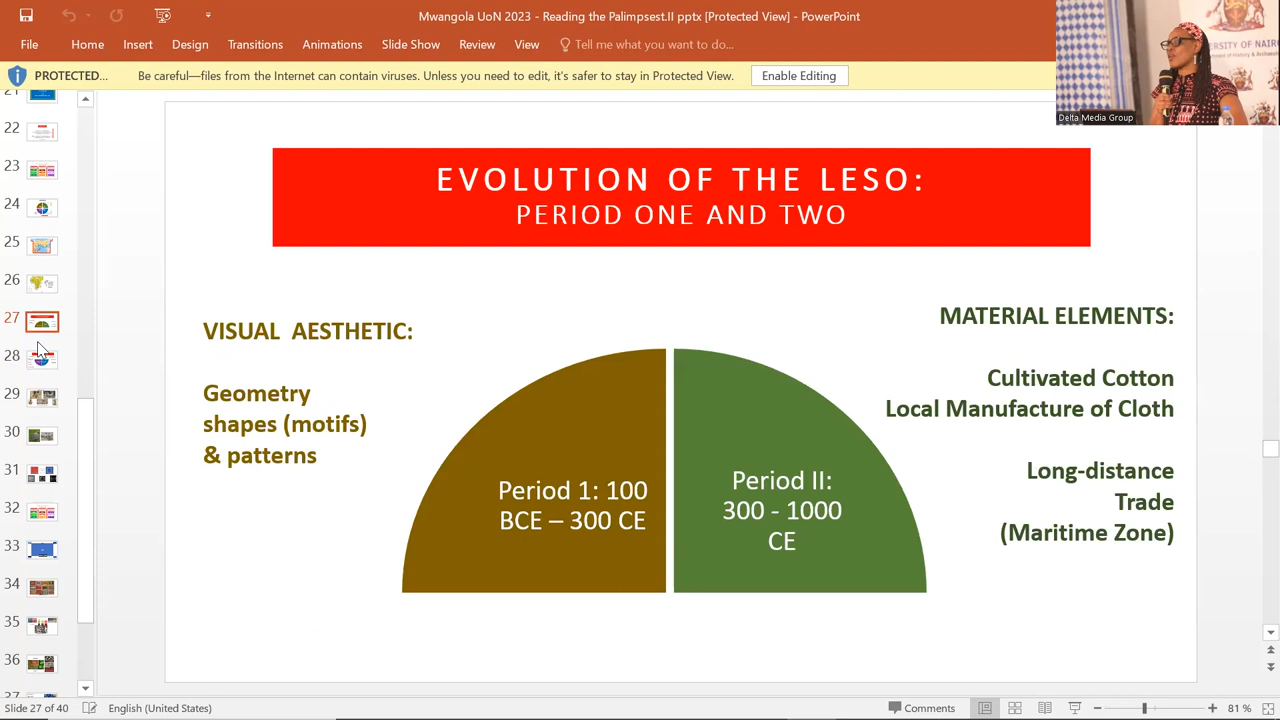 Mwangola UoN 2023 - Reading the Palimpsest.II pptx [Protected View] - PowerPoint
File Home Insert Design Transitions Animations Slide Show Review View Tell me what you want to do...
PROTECTED... Be careful—files from the Internet can contain viruses. Unless you need to edit, it's safer to stay in Protected View. Enable Editing
Delta Media Group
21
22
23
24
25
26
27
28
29
30
31
32
33
34
35
36
37
EVOLUTION OF THE LESO:
PERIOD ONE AND TWO
VISUAL AESTHETIC:
Geometry
shapes (motifs)
& patterns
Period 1: 100
BCE – 300 CE
Period II:
300 - 1000
CE
MATERIAL ELEMENTS:
Cultivated Cotton
Local Manufacture of Cloth
Long-distance
Trade
(Maritime Zone)
Slide 27 of 40 English (United States) Comments 81 %